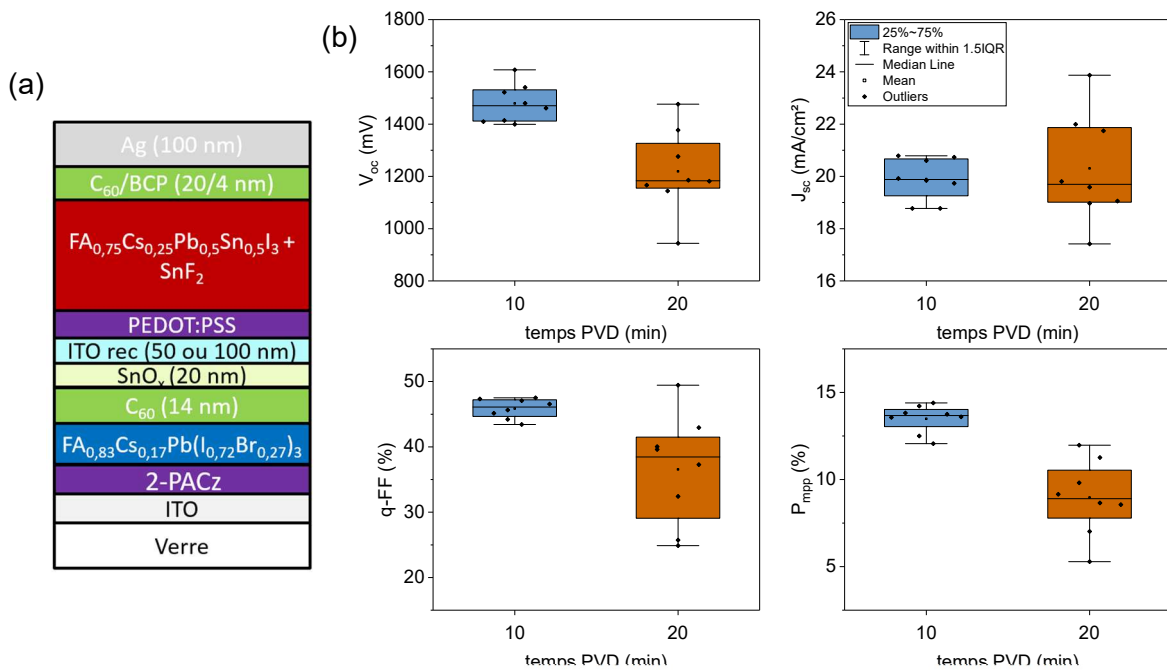 (a)
Ag (100 nm)
C₆₀/BCP (20/4 nm)
FA₀,₇₅Cs₀,₂₅Pb₀,₅Sn₀,₅I₃ +
SnF₂
PEDOT:PSS
ITO rec (50 ou 100 nm)
SnOₓ (20 nm)
C₆₀ (14 nm)
FA₀,₈₃Cs₀,₁₇Pb(I₀,₇₂Br₀,₂₇)₃
2-PACz
ITO
Verre
(b)
1800
1600
1400
1200
1000
800
Voc (mV)
10
20
temps PVD (min)
26
24
22
20
18
16
Jsc (mA/cm²)
25%~75%
Range within 1.5IQR
Median Line
Mean
Outliers
10
20
temps PVD (min)
50
40
30
20
q-FF (%)
10
20
temps PVD (min)
15
10
5
0
Pmpp (%)
10
20
temps PVD (min)